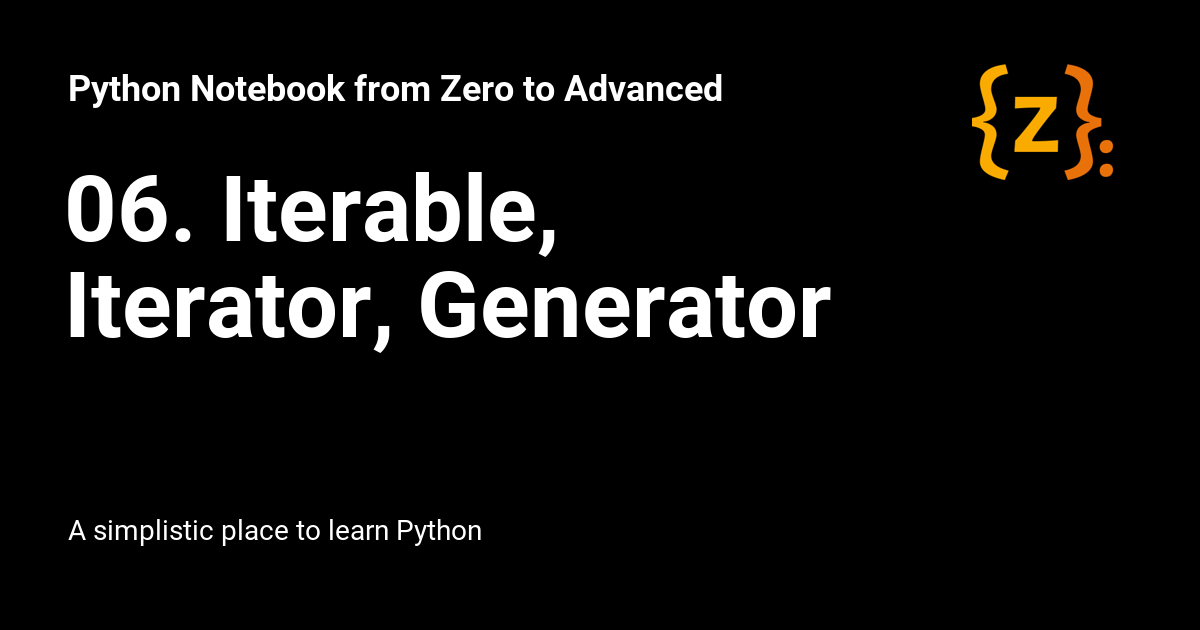 Python Notebook from Zero to Advanced
{z}:
06. Iterable,
Iterator, Generator
A simplistic place to learn Python